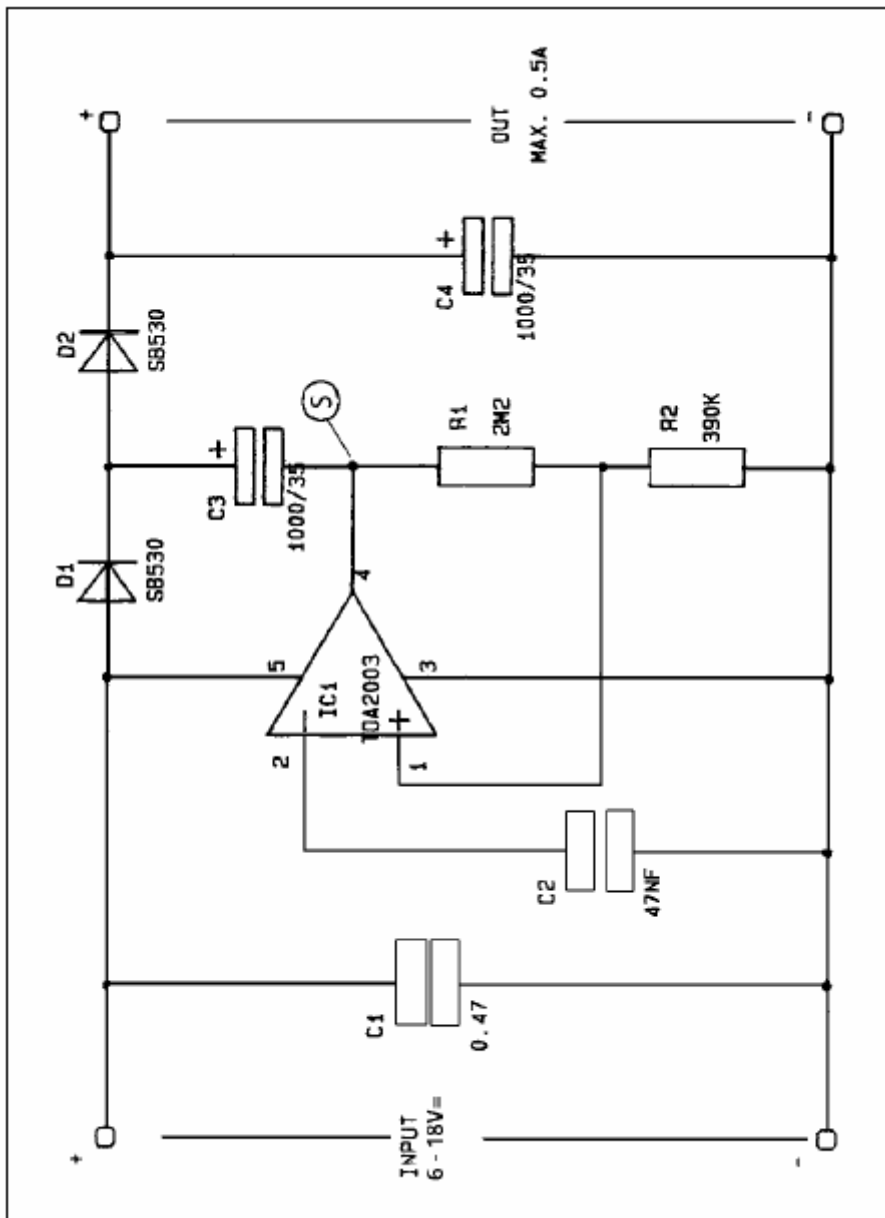 +
D1
SB530
D2
SB530
+
C3
+
1000/35
S
5
IC1
TDA2003
2
+
1
4
3
INPUT
6-18V=
C1
0.47
C2
47NF
R1
2M2
R2
390K
C4
+
1000/35
OUT
MAX. 0.5A
-
-